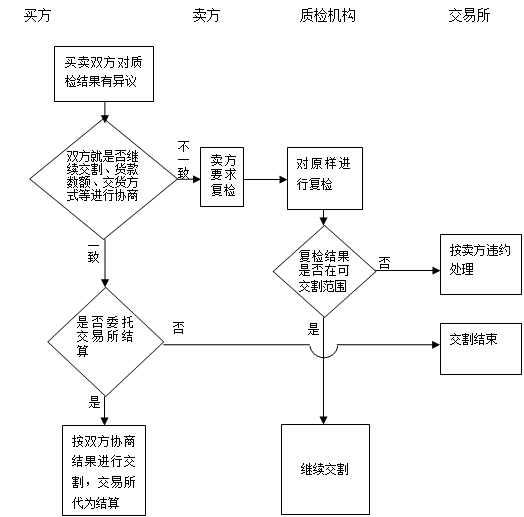 买方
卖方
质检机构
交易所
买卖双方对质
检结果有异议
双方就是否继
续交割、货款
数额、交货方
式等进行协商
不
一
致
卖方
要求
复检
对原样进
行复检
一
致
复检结果
是否在可
交割范围
否
按卖方违约
处理
是否委托
交易所结
算
否
是
交割结束
是
按双方协商
结果进行交
割，交易所
代为结算
继续交割